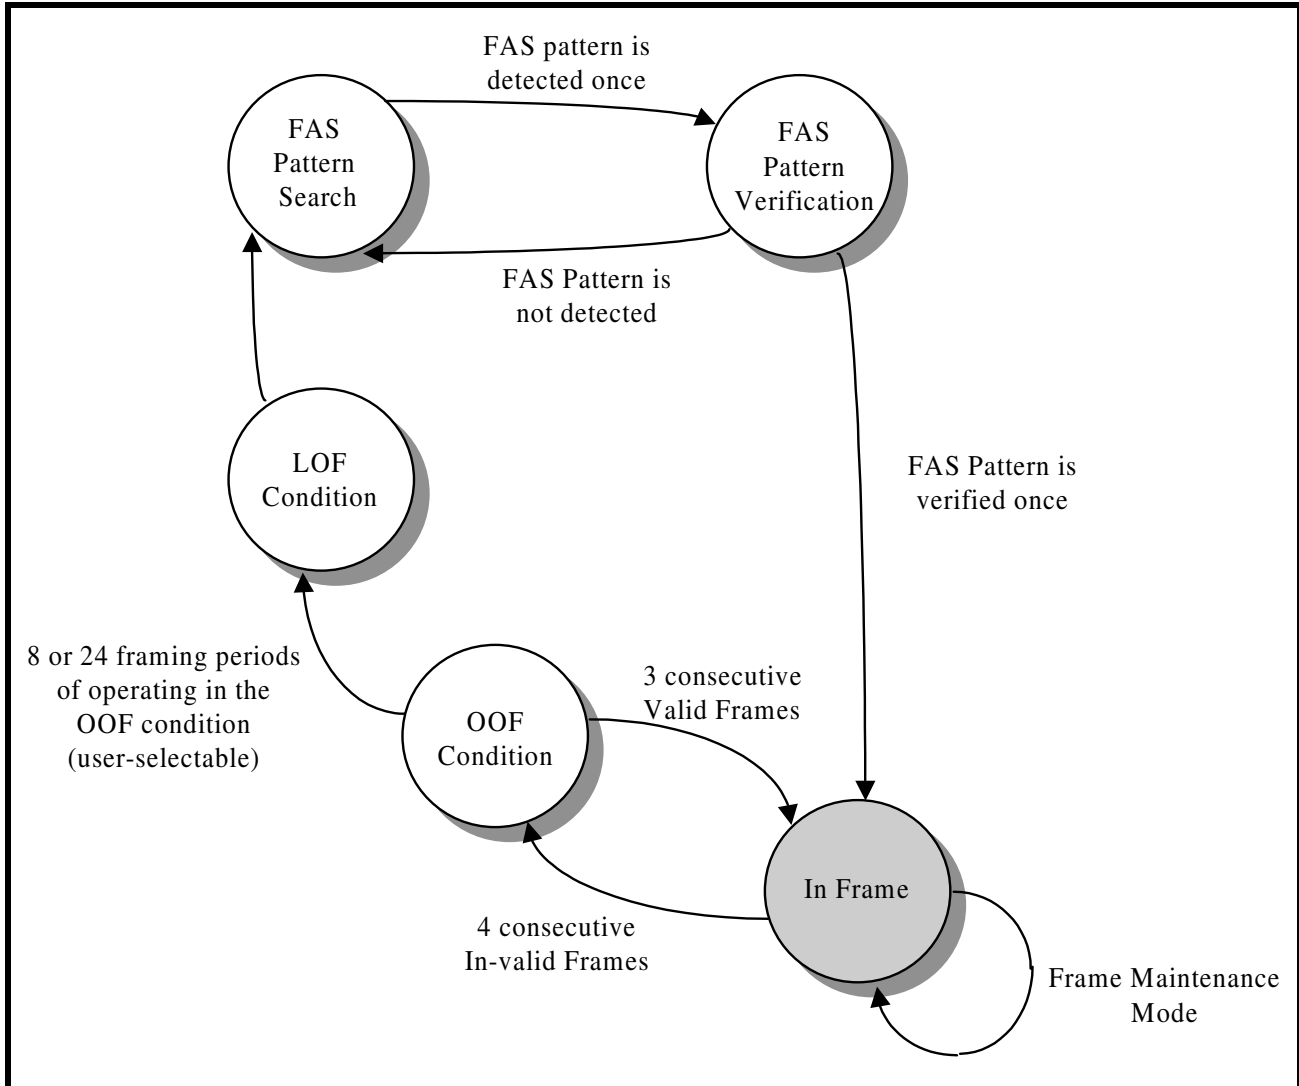 FAS pattern is
detected once
FAS
Pattern
Search
FAS
Pattern
Verification
FAS Pattern is
not detected
LOF
Condition
FAS Pattern is
verified once
8 or 24 framing periods
of operating in the
OOF condition
(user-selectable)
OOF
Condition
3 consecutive
Valid Frames
In Frame
4 consecutive
In-valid Frames
Frame Maintenance
Mode